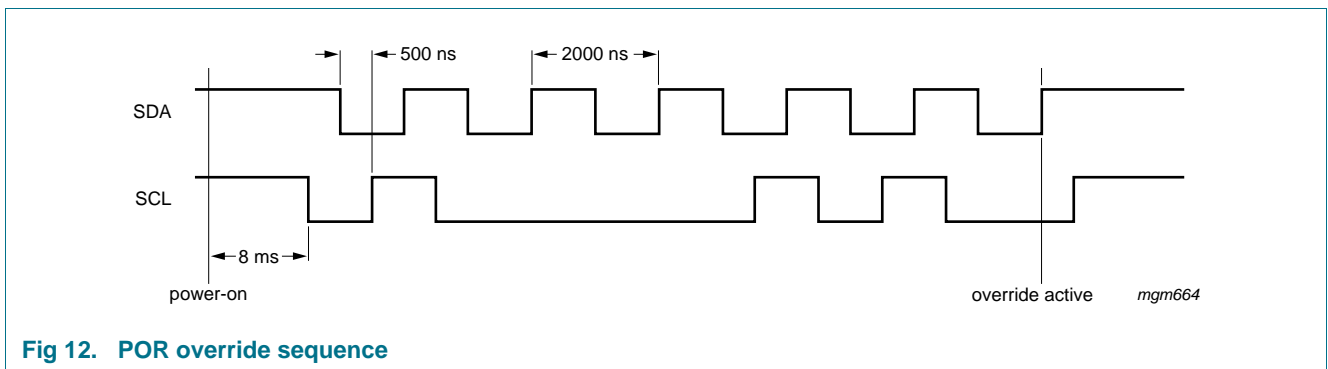 500 ns
2000 ns
SDA
SCL
8 ms
power-on
override active
mgm664
Fig 12. POR override sequence